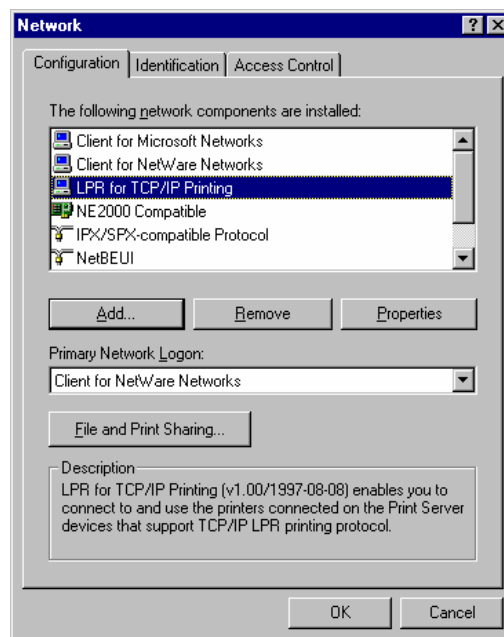 Network
Configuration
Identification
Access Control
The following network components are installed:
Client for Microsoft Networks
Client for NetWare Networks
LPR for TCP/IP Printing
NE2000 Compatible
IPX/SPX-compatible Protocol
NetBEUI
Add...
Remove
Properties
Primary Network Logon:
Client for NetWare Networks
File and Print Sharing...
Description
LPR for TCP/IP Printing (v1.00/1997-08-08) enables you to
connect to and use the printers connected on the Print Server
devices that support TCP/IP LPR printing protocol.
OK
Cancel